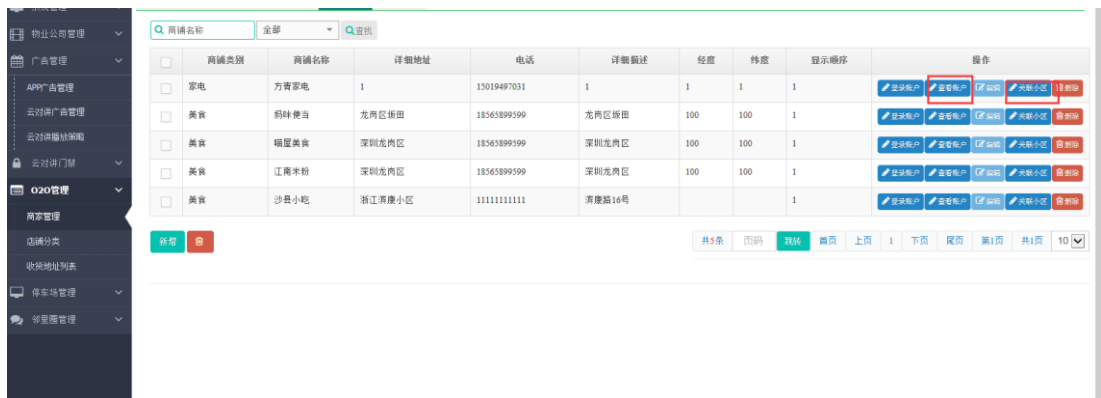 物业公司管理
广告管理
APP广告管理
云对讲广告管理
云对讲播放策略
云对讲门禁
O2O管理
商家管理
店铺分类
收货地址列表
停车场管理
邻里圈管理
商铺名称 全部 查找
商铺类别 商铺名称 详细地址 电话 详细描述 经度 纬度 显示顺序 操作
家电 方青家电 1 15019497031 1 1 1 1 登录账户 查看账户 编辑 关联小区 删除
美食 妈咪便当 龙岗区坂田 18565899599 龙岗区坂田 100 100 1 登录账户 查看账户 编辑 关联小区 删除
美食 喵屋美食 深圳龙岗区 18565899599 深圳龙岗区 100 100 1 登录账户 查看账户 编辑 关联小区 删除
美食 江南米粉 深圳龙岗区 18565899599 深圳龙岗区 100 100 1 登录账户 查看账户 编辑 关联小区 删除
美食 沙县小吃 浙江滨康小区 11111111111 滨康路16号 1 登录账户 查看账户 编辑 关联小区 删除
新增 共5条 页码 跳转 首页 上页 1 下页 尾页 第1页 共1页 10